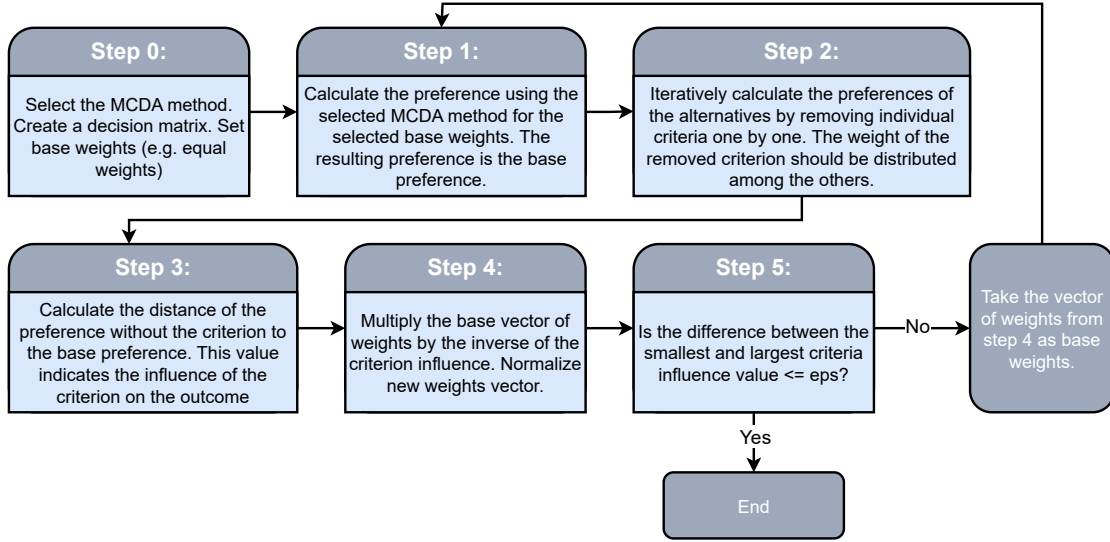 Step 0:
Select the MCDA method.
Create a decision matrix. Set
base weights (e.g. equal
weights)
Step 1:
Calculate the preference using the
selected MCDA method for the
selected base weights. The
resulting preference is the base
preference.
Step 2:
Iteratively calculate the preferences of
the alternatives by removing individual
criteria one by one. The weight of the
removed criterion should be distributed
among the others.
Step 3:
Calculate the distance of the
preference without the criterion to
the base preference. This value
indicates the influence of the
criterion on the outcome
Step 4:
Multiply the base vector of
weights by the inverse of the
criterion influence. Normalize
new weights vector.
Step 5:
Is the difference between the
smallest and largest criteria
influence value <= eps?
No
Take the vector
of weights from
step 4 as base
weights.
Yes
End